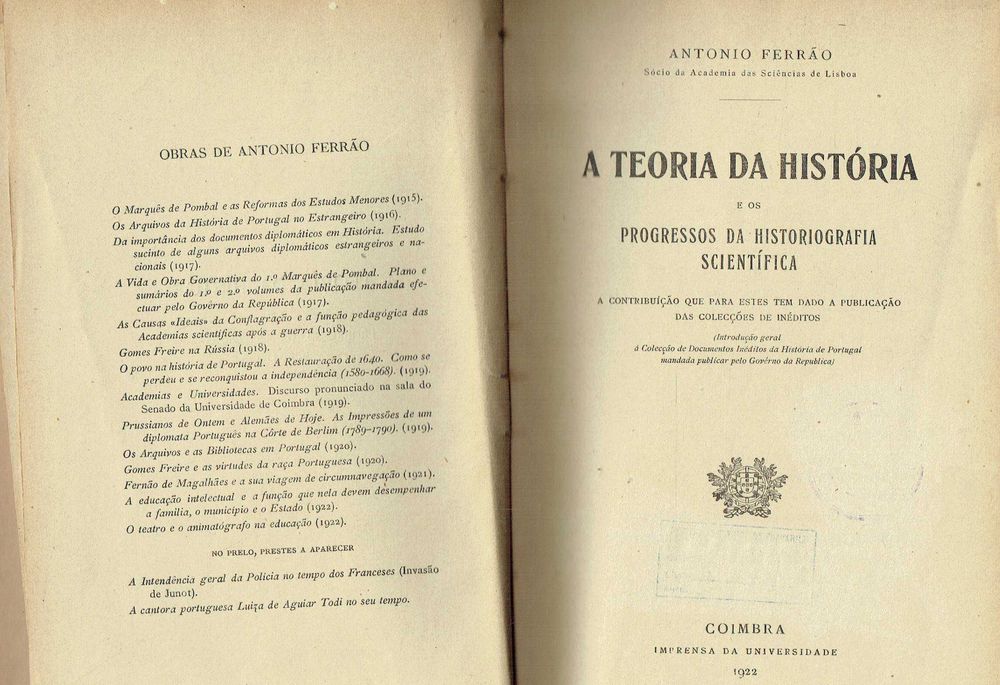 OBRAS DE ANTONIO FERRÃO
O Marquês de Pombal e as Reformas dos Estudos Menores (1915).
Os Arquivos da História de Portugal no Estrangeiro (1916).
Da importância dos documentos diplomáticos em História. Estudo
sucinto de alguns arquivos diplomáticos estrangeiros e na-
cionais (1917).
A Vida e Obra Governativa do 1.º Marquês de Pombal. Plano e
sumários do 1.º e 2.º volumes da publicação mandada efe-
ctuar pelo Govêrno da República (1917).
As Causas «Ideais» da Conflagração e a função pedagógica das
Academias scientíficas após a guerra (1918).
Gomes Freire na Rússia (1918).
O povo na história de Portugal. A Restauração de 1640. Como se
perdeu e se reconquistou a independência (1580-1668). (1919).
Academias e Universidades. Discurso pronunciado na sala do
Senado da Universidade de Coimbra (1919).
Prussianos de Ontem e Alemães de Hoje. As Impressões de um
diplomata Português na Côrte de Berlim (1789-1790). (1919).
Os Arquivos e as Bibliotecas em Portugal (1920).
Gomes Freire e as virtudes da raça Portuguesa (1920).
Fernão de Magalhães e a sua viagem de circumnavegação (1921).
A educação intelectual e a função que nela devem desempenhar
a família, o município e o Estado (1922).
O teatro e o animatógrafo na educação (1922).
NO PRELO, PRESTES A APARECER
A Intendência geral da Policia no tempo dos Franceses (Invasão
de Junot).
A cantora portuguesa Luiza de Aguiar Todi no seu tempo.
ANTONIO FERRÃO
Sócio da Academia das Sciências de Lisboa
A TEORIA DA HISTÓRIA
E OS
PROGRESSOS DA HISTORIOGRAFIA
SCIENTÍFICA
A CONTRIBUÍÇÃO QUE PARA ESTES TEM DADO A PUBLICAÇÃO
DAS COLECÇÕES DE INÉDITOS
(Introdução geral
á Colecção de Documentos Inéditos da História de Portugal
mandada publicar pelo Govêrno da Republica)
COIMBRA
IMPRENSA DA UNIVERSIDADE
1922